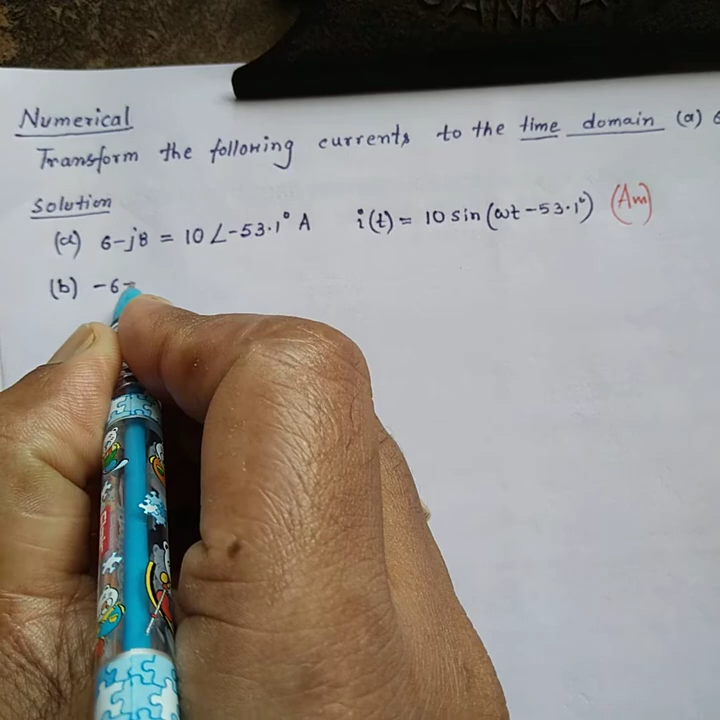 Numerical
Transform the following currents to the time domain (a) 6
Solution
(a) 6-j8 = 10∠-53.1° A i(t) = 10 sin(ωt-53.1°) (Am)
(b) -6-